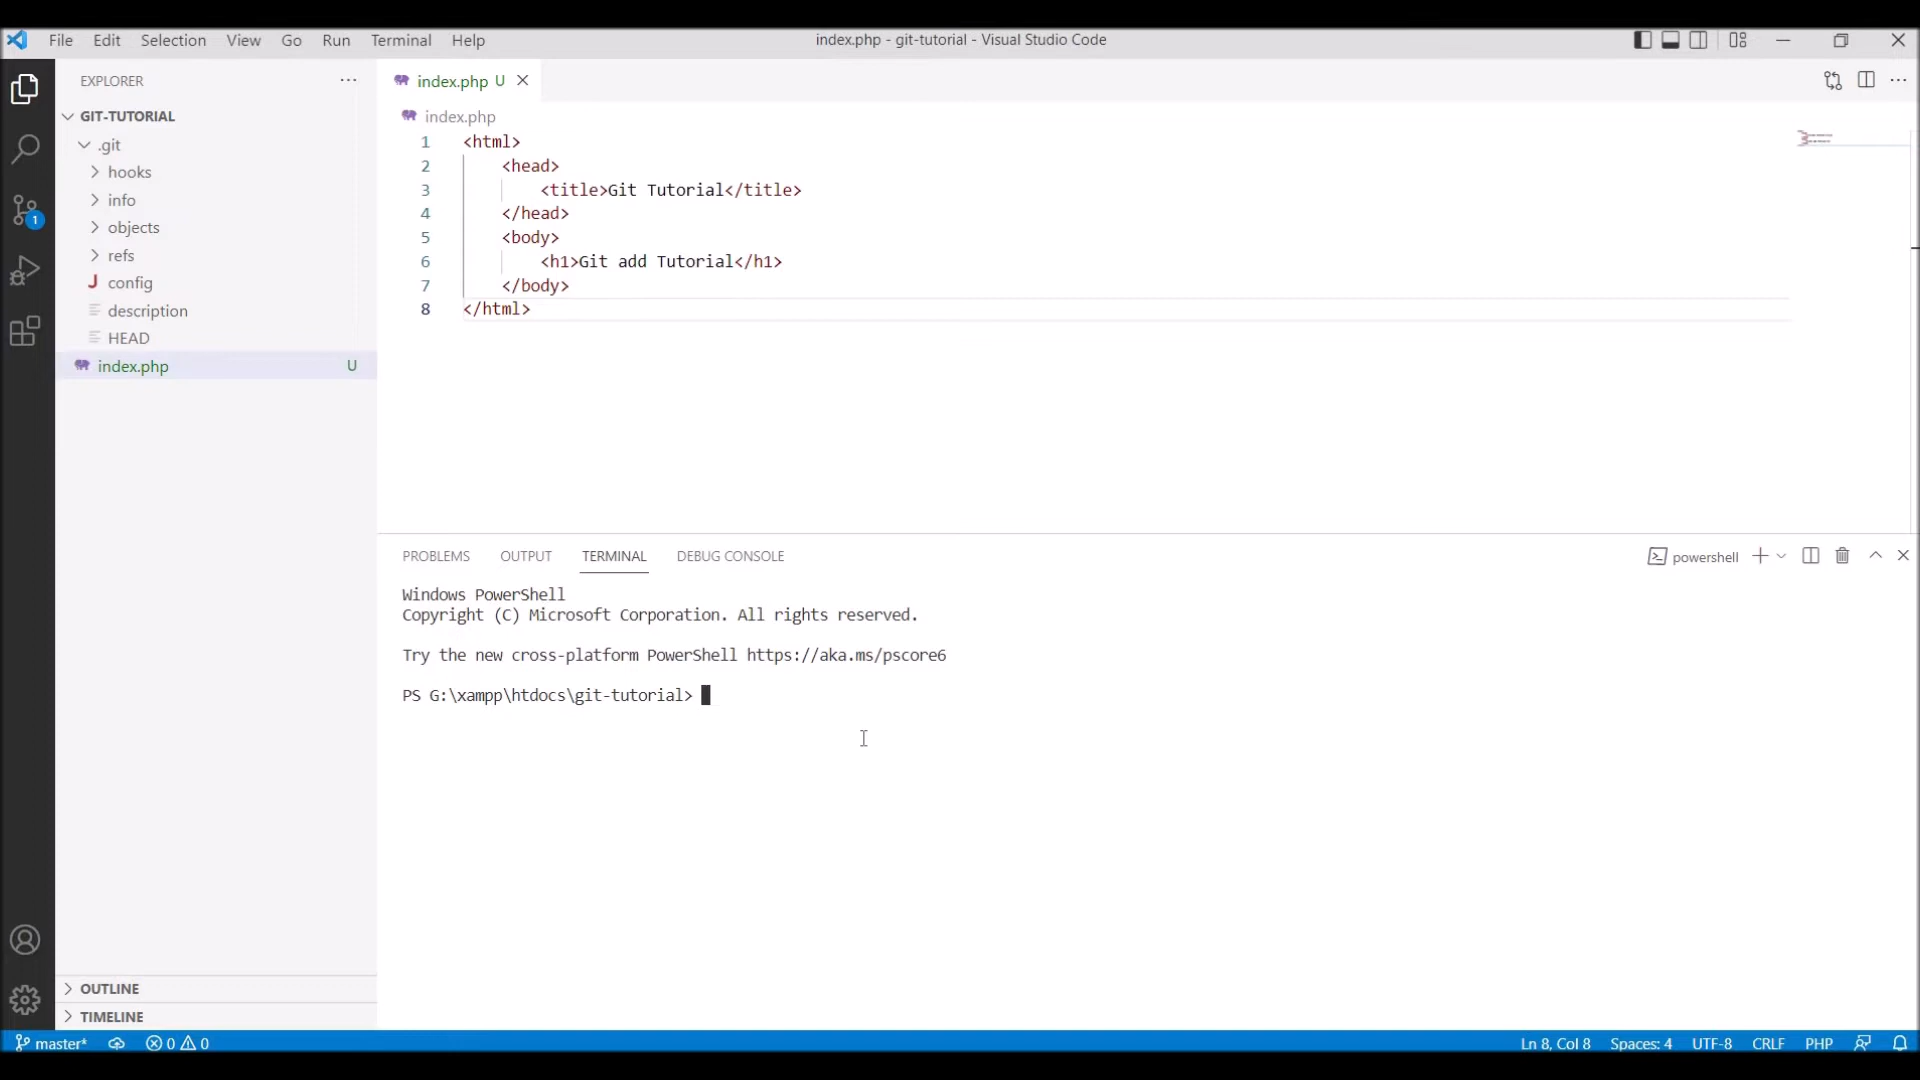 File Edit Selection View Go Run Terminal Help
index.php - git-tutorial - Visual Studio Code
EXPLORER
GIT-TUTORIAL
.git
hooks
info
objects
refs
config
description
HEAD
index.php U
OUTLINE
TIMELINE
1
index.php U
index.php
1 <html>
2 <head>
3 <title>Git Tutorial</title>
4 </head>
5 <body>
6 <h1>Git add Tutorial</h1>
7 </body>
8 </html>
PROBLEMS OUTPUT TERMINAL DEBUG CONSOLE
powershell
Windows PowerShell
Copyright (C) Microsoft Corporation. All rights reserved.
Try the new cross-platform PowerShell https://aka.ms/pscore6
PS G:\xampp\htdocs\git-tutorial>
master* 0 0 Ln 8, Col 8 Spaces: 4 UTF-8 CRLF PHP